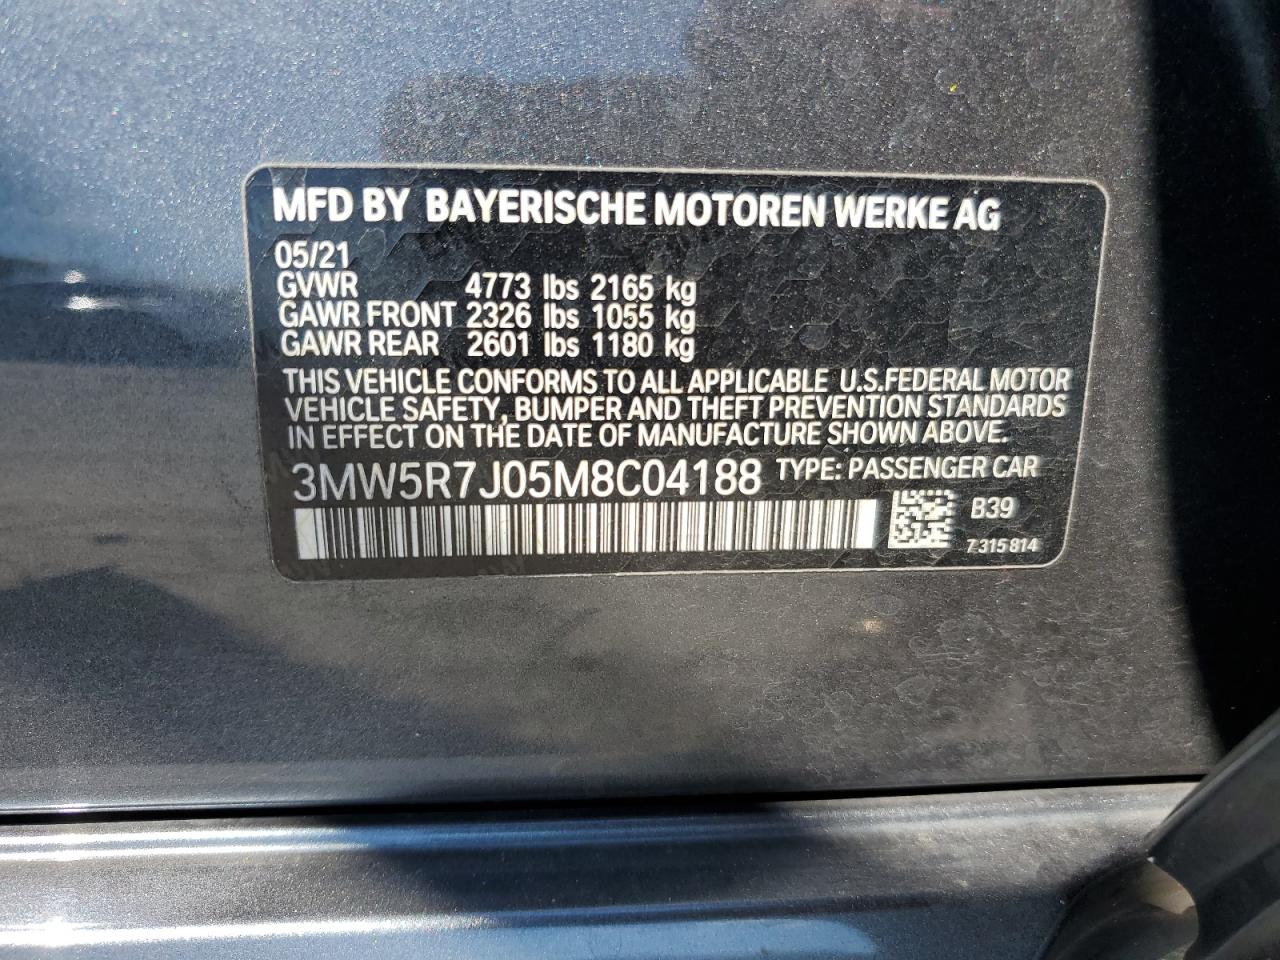 MFD BY BAYERISCHE MOTOREN WERKE AG
05/21
GVWR 4773 lbs 2165 kg
GAWR FRONT 2326 lbs 1055 kg
GAWR REAR 2601 lbs 1180 kg
THIS VEHICLE CONFORMS TO ALL APPLICABLE U.S.FEDERAL MOTOR
VEHICLE SAFETY, BUMPER AND THEFT PREVENTION STANDARDS
IN EFFECT ON THE DATE OF MANUFACTURE SHOWN ABOVE.
3MW5R7J05M8C04188 TYPE: PASSENGER CAR
B39
7 315 814